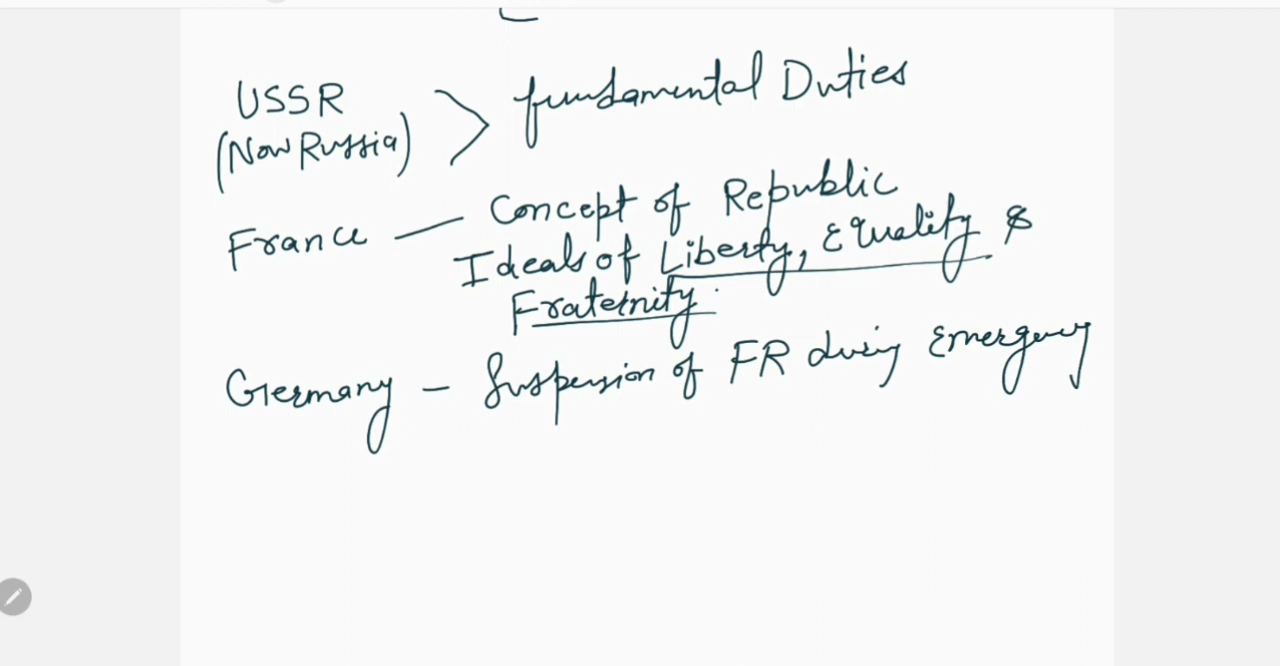 USSR
(Now Russia) > fundamental Duties
France — Concept of Republic
Ideals of Liberty, Equality &
Fraternity.
Germany - Suspension of FR during Emergency